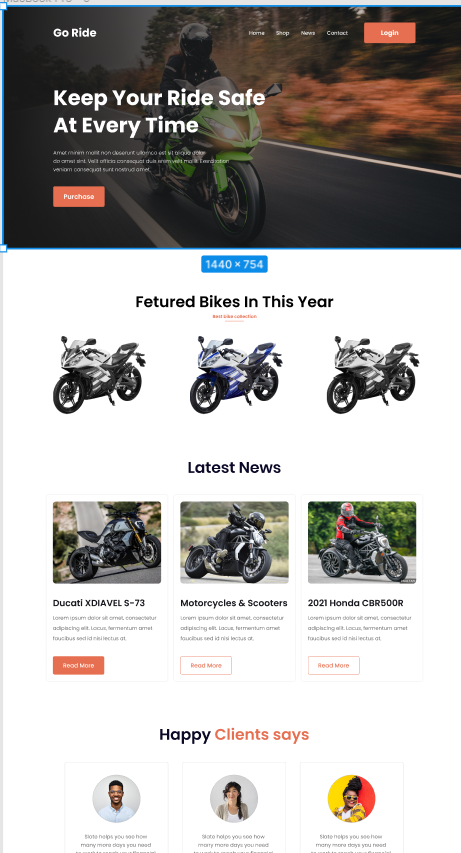 Go Ride
Home Shop News Contact Login
Keep Your Ride Safe
At Every Time
Amet minim mollit non deserunt ullamco est sit aliqua dolor
do amet sint. Velit officia consequat duis enim velit mollit. Exercitation
veniam consequat sunt nostrud amet.
Purchase
1440 × 754
Fetured Bikes In This Year
Best bike collection
Latest News
Ducati XDIAVEL S-73
Lorem ipsum dolor sit amet, consectetur
adipiscing elit. Lacus, fermentum amet
faucibus sed id nisi lectus at.
Read More
Motorcycles & Scooters
Lorem ipsum dolor sit amet, consectetur
adipiscing elit. Lacus, fermentum amet
faucibus sed id nisi lectus at.
Read More
2021 Honda CBR500R
Lorem ipsum dolor sit amet, consectetur
adipiscing elit. Lacus, fermentum amet
faucibus sed id nisi lectus at.
Read More
Happy Clients says
Slate helps you see how
many more days you need
Slate helps you see how
many more days you need
Slate helps you see how
many more days you need